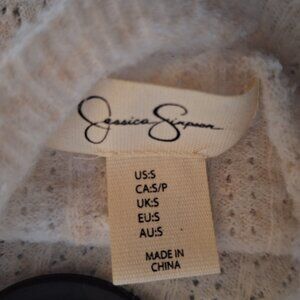 Jessica Simpson
US:S
CA:S/P
UK:S
EU:S
AU:S
MADE IN
CHINA